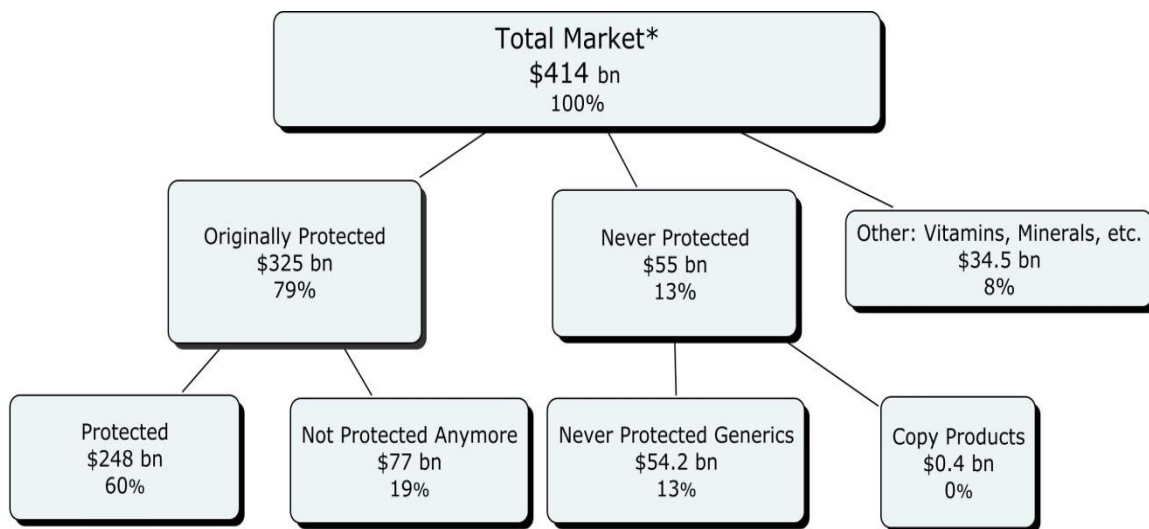 Total Market*
$414 bn
100%
Originally Protected
$325 bn
79%
Never Protected
$55 bn
13%
Other: Vitamins, Minerals, etc.
$34.5 bn
8%
Protected
$248 bn
60%
Not Protected Anymore
$77 bn
19%
Never Protected Generics
$54.2 bn
13%
Copy Products
$0.4 bn
0%